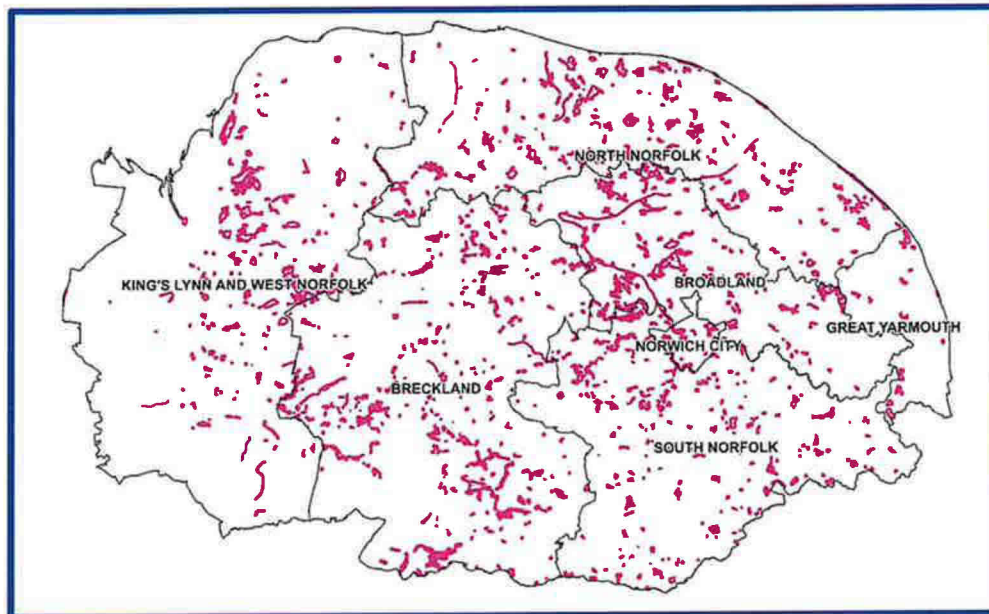 NORTH NORFOLK
KING'S LYNN AND WEST NORFOLK
BROADLAND
GREAT YARMOUTH
NORWICH CITY
BRECKLAND
SOUTH NORFOLK